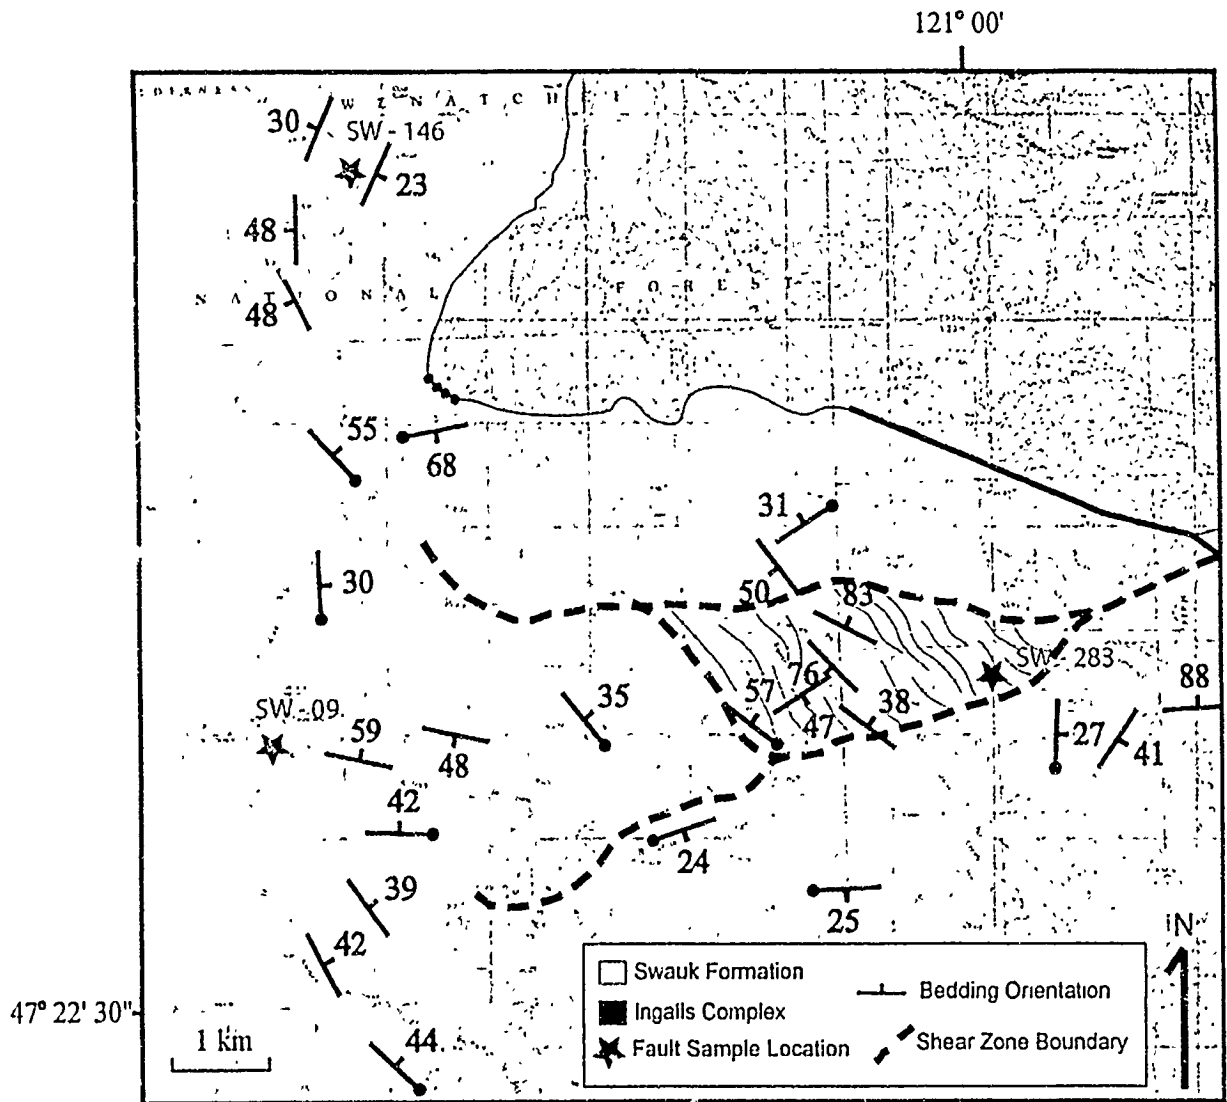 121° 00'
W E N A T C H
30
SW - 146
23
48
N A T I O N A L
F O R E S T
48
55
68
31
30
50
83
SW - 283
76
57
35
88
SW - 09
59
38
47
48
27
41
42
24
39
25
42
N
Swauk Formation
Bedding Orientation
Ingalls Complex
47° 22' 30"
1 km
44
Fault Sample Location
Shear Zone Boundary